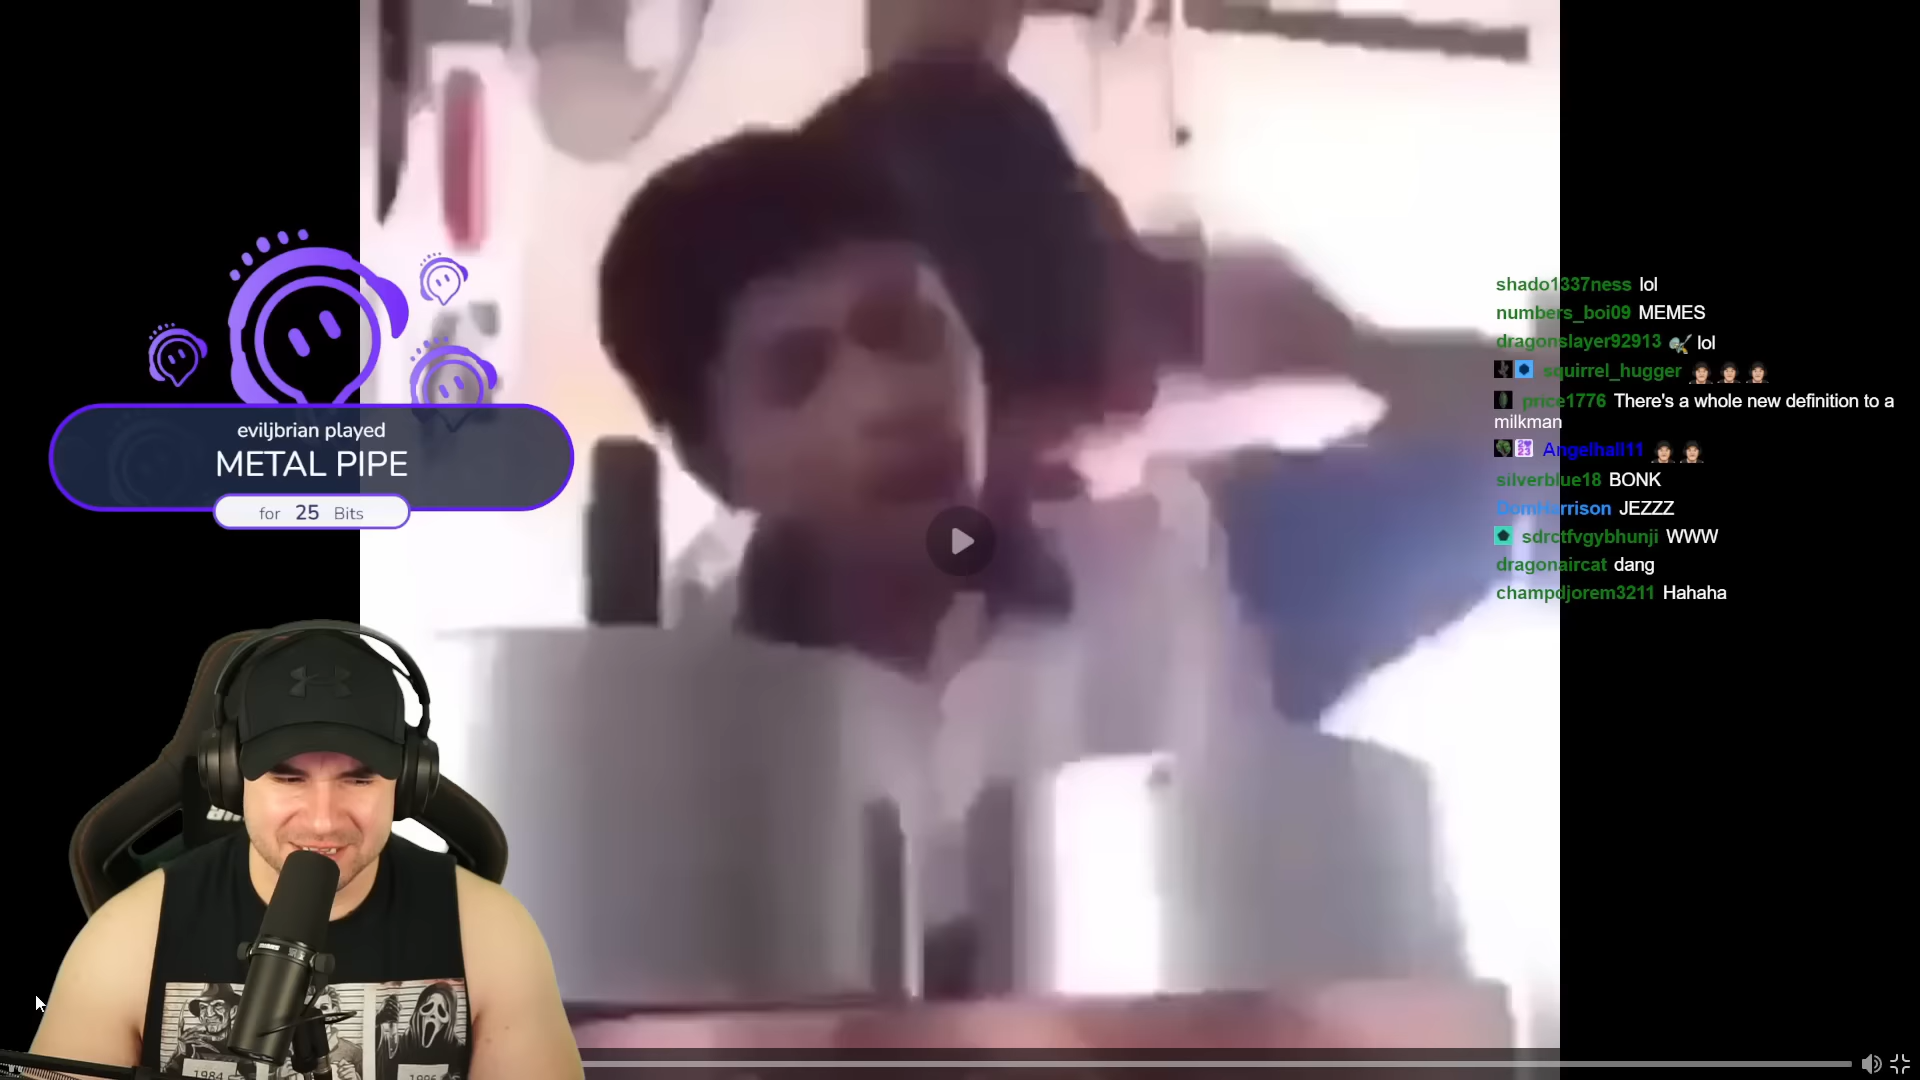 eviljbrian played
METAL PIPE
for 25 Bits
shado1337ness lol
numbers_boi09 MEMES
dragonslayer92913 lol
squirrel_hugger
price1776 There's a whole new definition to a
milkman
Angelhall11
silverblue18 BONK
DomHarrison JEZZZ
sdrctfvgybhunji WWW
dragonaircat dang
champdjorem3211 Hahaha
1984